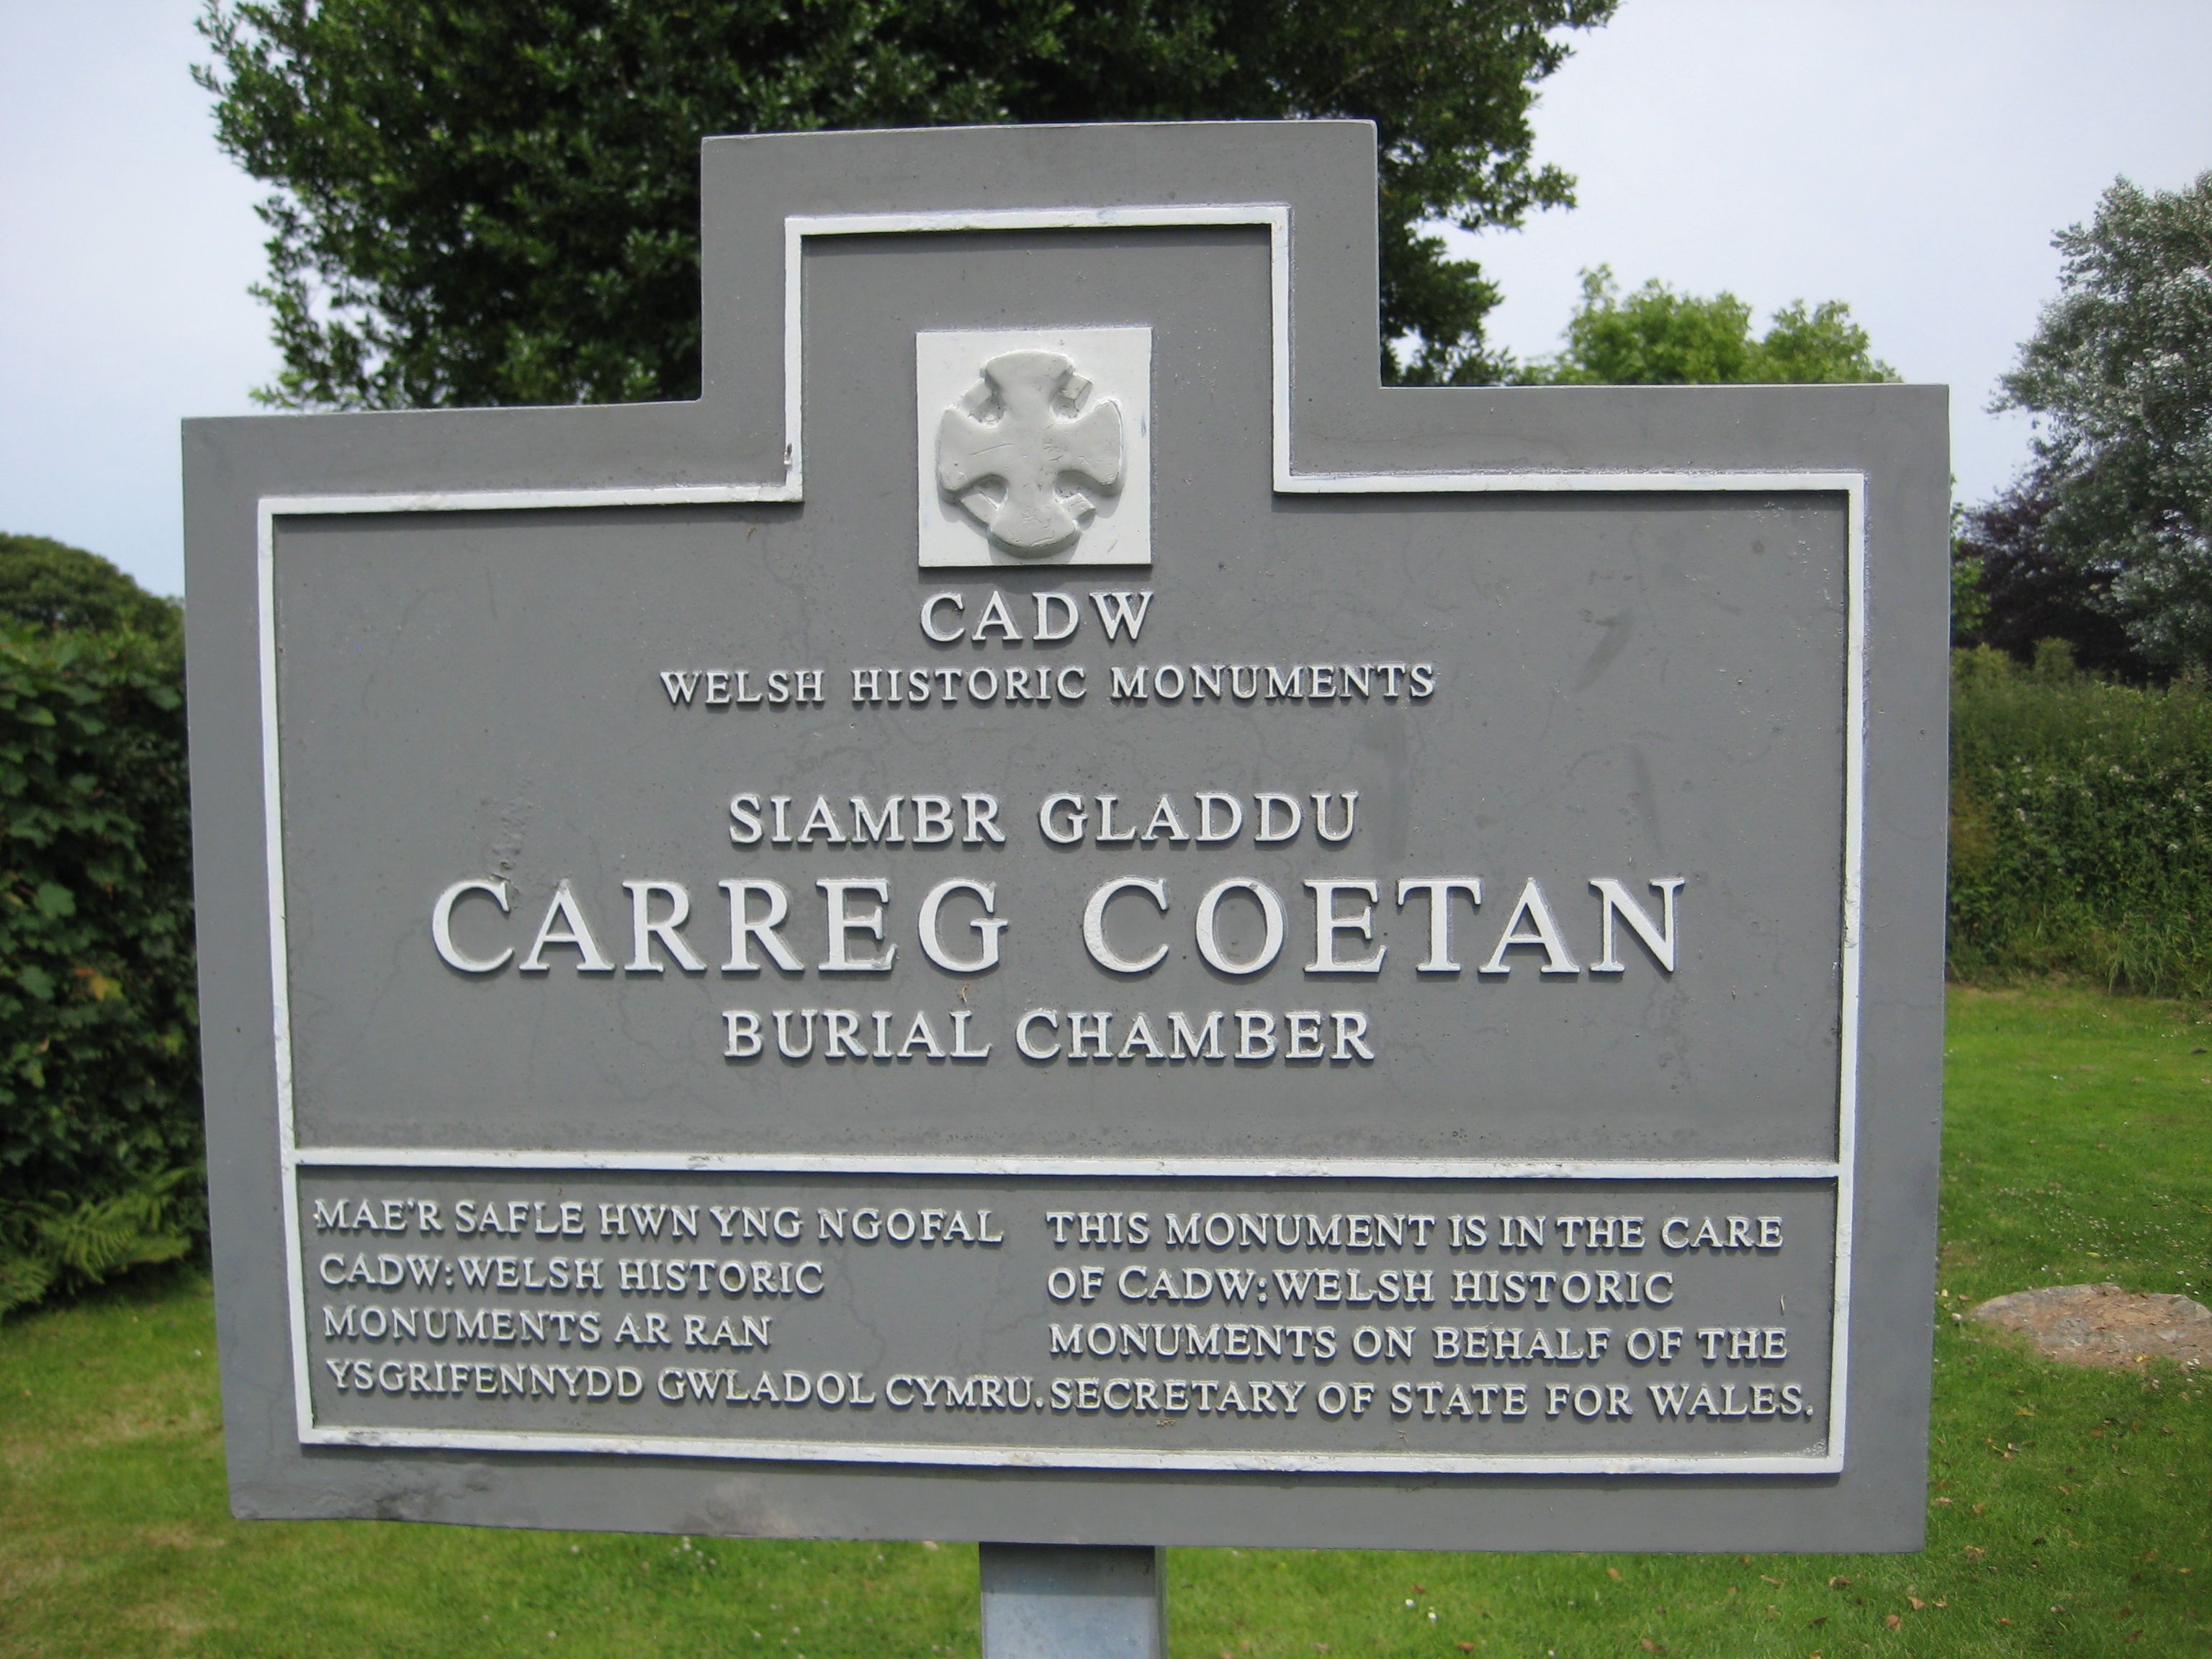 CADW
WELSH HISTORIC MONUMENTS
SIAMBR GLADDU
CARREG COETAN
BURIAL CHAMBER
MAE'R SAFLE HWN YNG NGOFAL
CADW:WELSH HISTORIC
MONUMENTS AR RAN
YSGRIFENNYDD GWLADOL CYMRU.
THIS MONUMENT IS IN THE CARE
OF CADW:WELSH HISTORIC
MONUMENTS ON BEHALF OF THE
SECRETARY OF STATE FOR WALES.